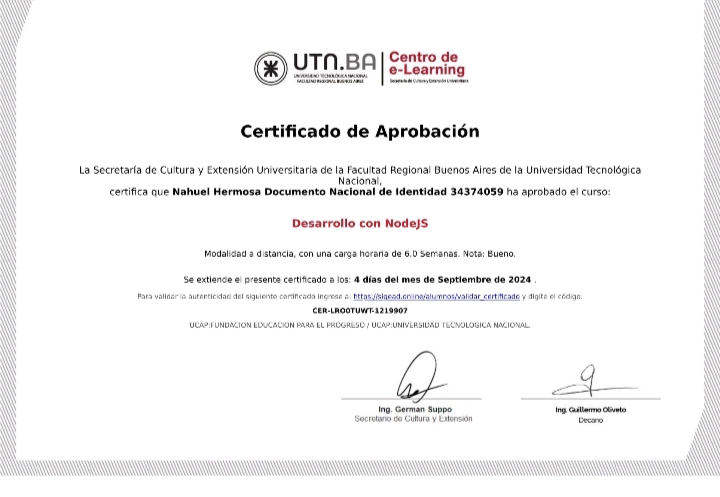 UTN.BA
UNIVERSIDAD TECNOLÓGICA NACIONAL
FACULTAD REGIONAL BUENOS AIRES
Centro de
e-Learning
Secretaría de Cultura y Extensión Universitaria
Certificado de Aprobación
La Secretaría de Cultura y Extensión Universitaria de la Facultad Regional Buenos Aires de la Universidad Tecnológica
Nacional,
certifica que Nahuel Hermosa Documento Nacional de Identidad 34374059 ha aprobado el curso:
Desarrollo con NodeJS
Modalidad a distancia, con una carga horaria de 6.0 Semanas. Nota: Bueno.
Se extiende el presente certificado a los: 4 días del mes de Septiembre de 2024 .
Para validar la autenticidad del siguiente certificado ingrese a: https://sigead.online/alumnos/validar_certificado y digite el código:
CER-LRO0TUWT-1219907
UCAP:FUNDACION EDUCACION PARA EL PROGRESO / UCAP:UNIVERSIDAD TECNOLOGICA NACIONAL.
Ing. German Suppo
Secretario de Cultura y Extensión
Ing. Guillermo Oliveto
Decano